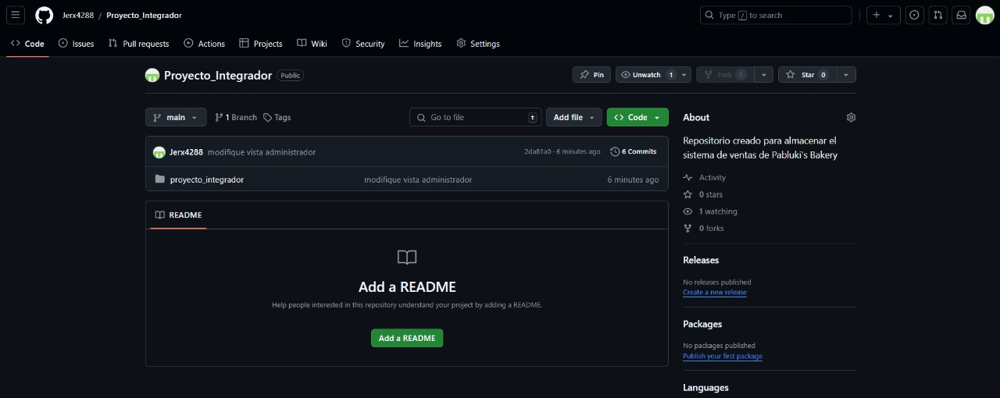 Jerx4288 / Proyecto_Integrador
Type / to search
Code
Issues
Pull requests
Actions
Projects
Wiki
Security
Insights
Settings
Proyecto_Integrador Public
Pin
Unwatch 1
Fork 0
Star 0
main
1 Branch
Tags
Go to file t
Add file
Code
Jerx4288 modifique vista administrador
2da81a0 · 6 minutes ago
6 Commits
proyecto_integrador modifique vista administrador 6 minutes ago
README
Add a README
Help people interested in this repository understand your project by adding a README.
Add a README
About
Repositorio creado para almacenar el
sistema de ventas de Pabluki's Bakery
Activity
0 stars
1 watching
0 forks
Releases
No releases published
Create a new release
Packages
No packages published
Publish your first package
Languages